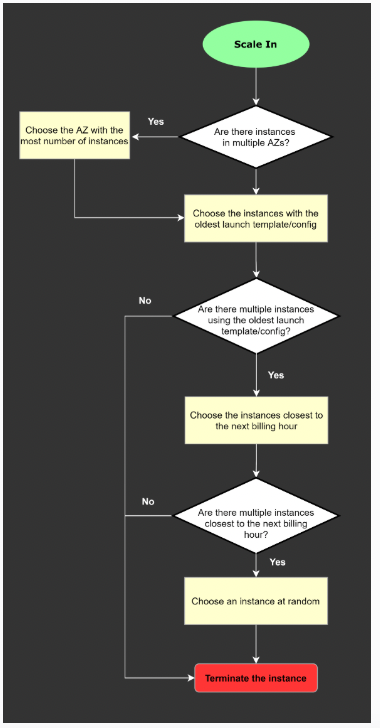 Scale In
Are there instances
in multiple AZs?
Yes
Choose the AZ with the
most number of instances
Choose the instances with the
oldest launch template/config
Are there multiple instances
using the oldest launch
template/config?
No
Yes
Choose the instances closest to
the next billing hour
Are there multiple instances
closest to the next billing
hour?
No
Yes
Choose an instance at random
Terminate the instance